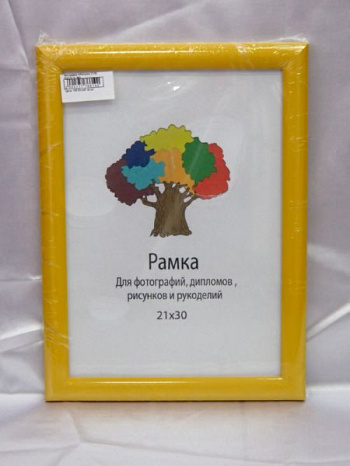 Рамка
Для фотографий, дипломов ,
рисунков и рукоделий
21x30